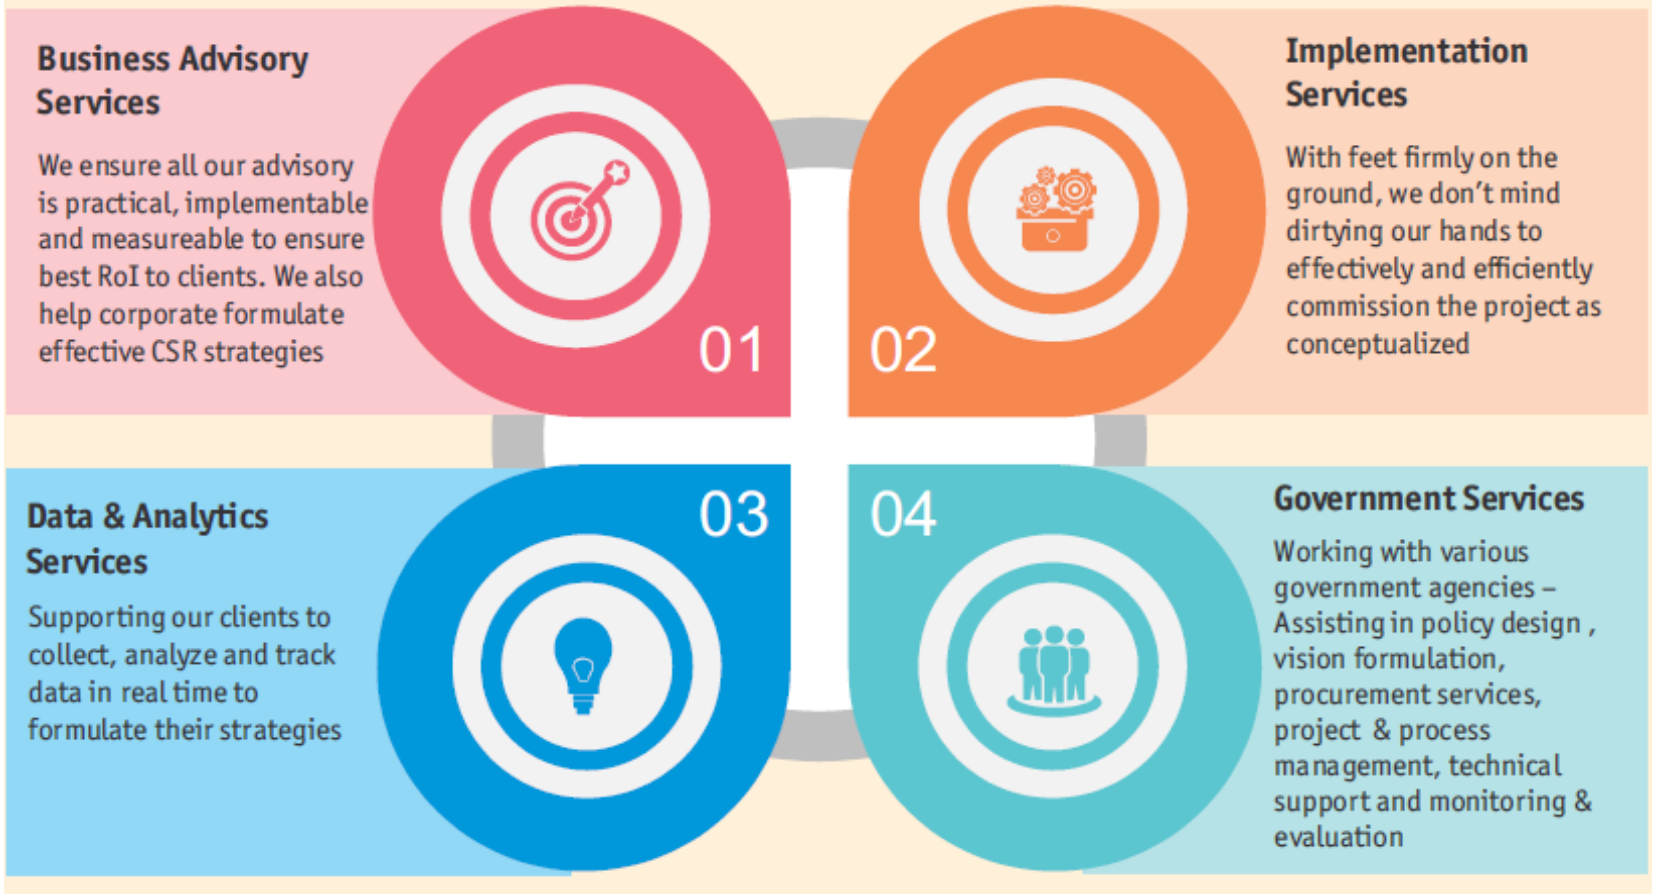 Business Advisory
Services
We ensure all our advisory
is practical, implementable
and measureable to ensure
best RoI to clients. We also
help corporate formulate
effective CSR strategies
01
Implementation
Services
With feet firmly on the
ground, we don't mind
dirtying our hands to
effectively and efficiently
commission the project as
conceptualized
02
Data & Analytics
Services
Supporting our clients to
collect, analyze and track
data in real time to
formulate their strategies
03
Government Services
Working with various
government agencies –
Assisting in policy design ,
vision formulation,
procurement services,
project & process
management, technical
support and monitoring &
evaluation
04